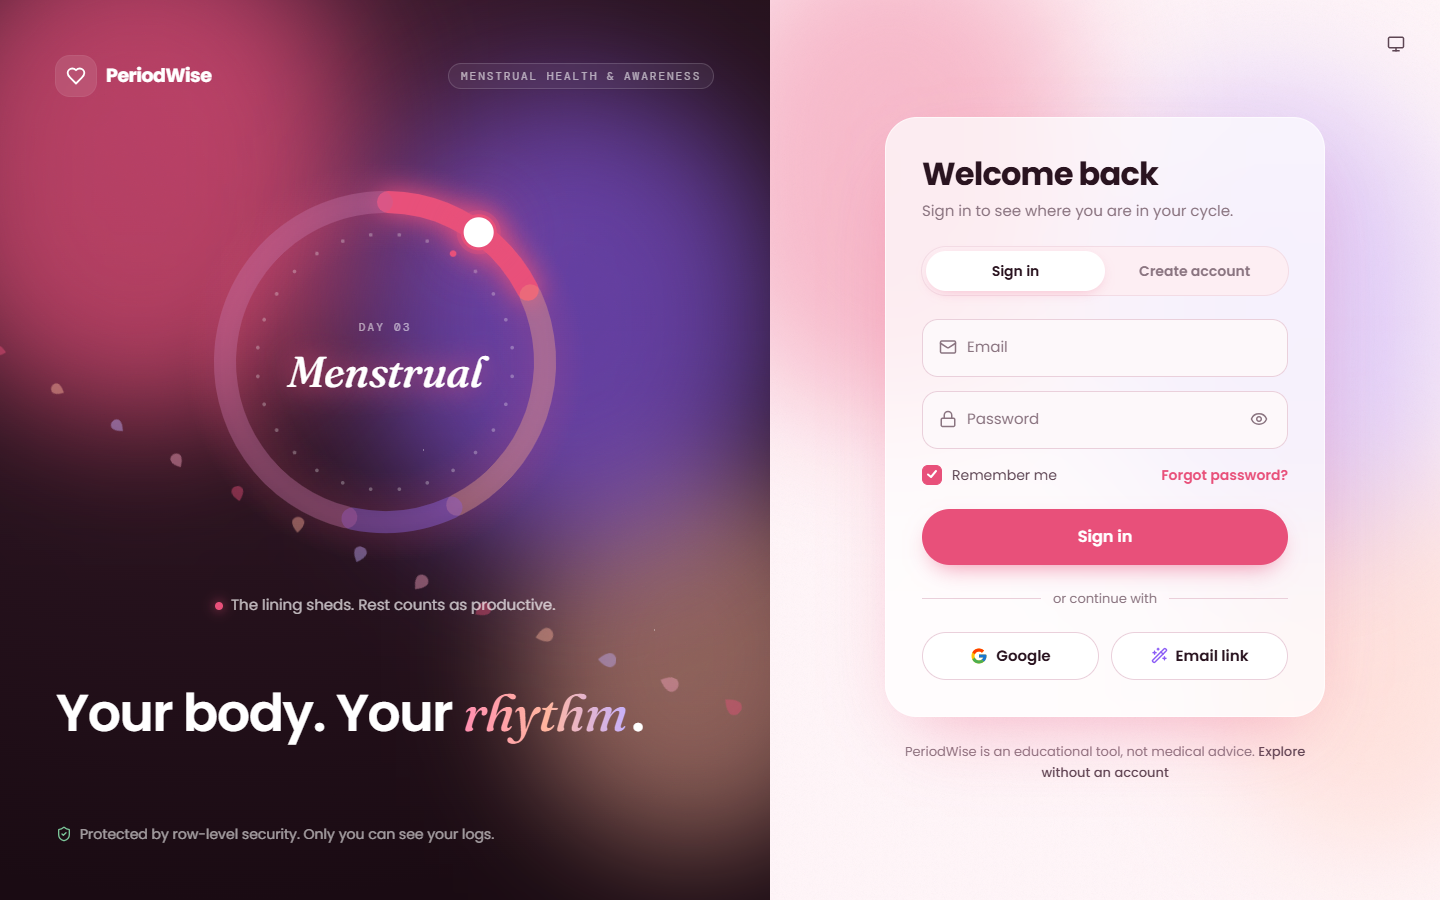 PeriodWise
MENSTRUAL HEALTH & AWARENESS
DAY 03
Menstrual
The lining sheds. Rest counts as productive.
Your body. Your rhythm.
Protected by row-level security. Only you can see your logs.
Welcome back
Sign in to see where you are in your cycle.
Sign in
Create account
Email
Password
Remember me
Forgot password?
Sign in
or continue with
Google
Email link
PeriodWise is an educational tool, not medical advice. Explore
without an account